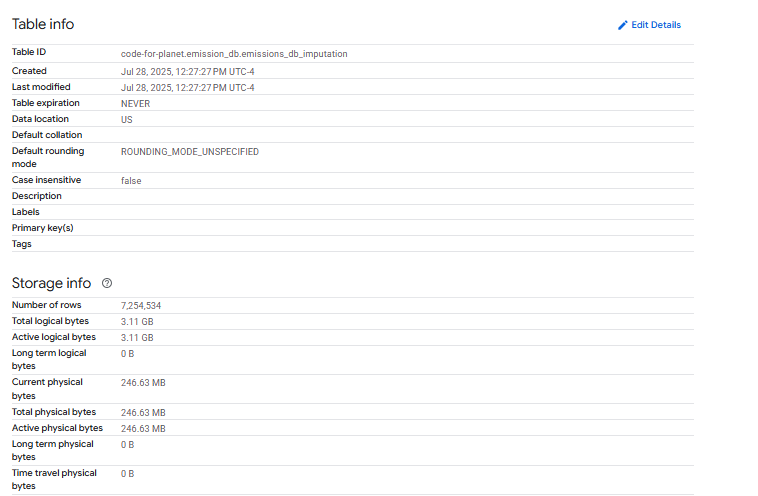 Table info
Edit Details
Table ID code-for-planet.emission_db.emissions_db_imputation
Created Jul 28, 2025, 12:27:27 PM UTC-4
Last modified Jul 28, 2025, 12:27:27 PM UTC-4
Table expiration NEVER
Data location US
Default collation
Default rounding ROUNDING_MODE_UNSPECIFIED
mode
Case insensitive false
Description
Labels
Primary key(s)
Tags
Storage info
Number of rows 7,254,534
Total logical bytes 3.11 GB
Active logical bytes 3.11 GB
Long term logical 0 B
bytes
Current physical 246.63 MB
bytes
Total physical bytes 246.63 MB
Active physical bytes 246.63 MB
Long term physical 0 B
bytes
Time travel physical 0 B
bytes